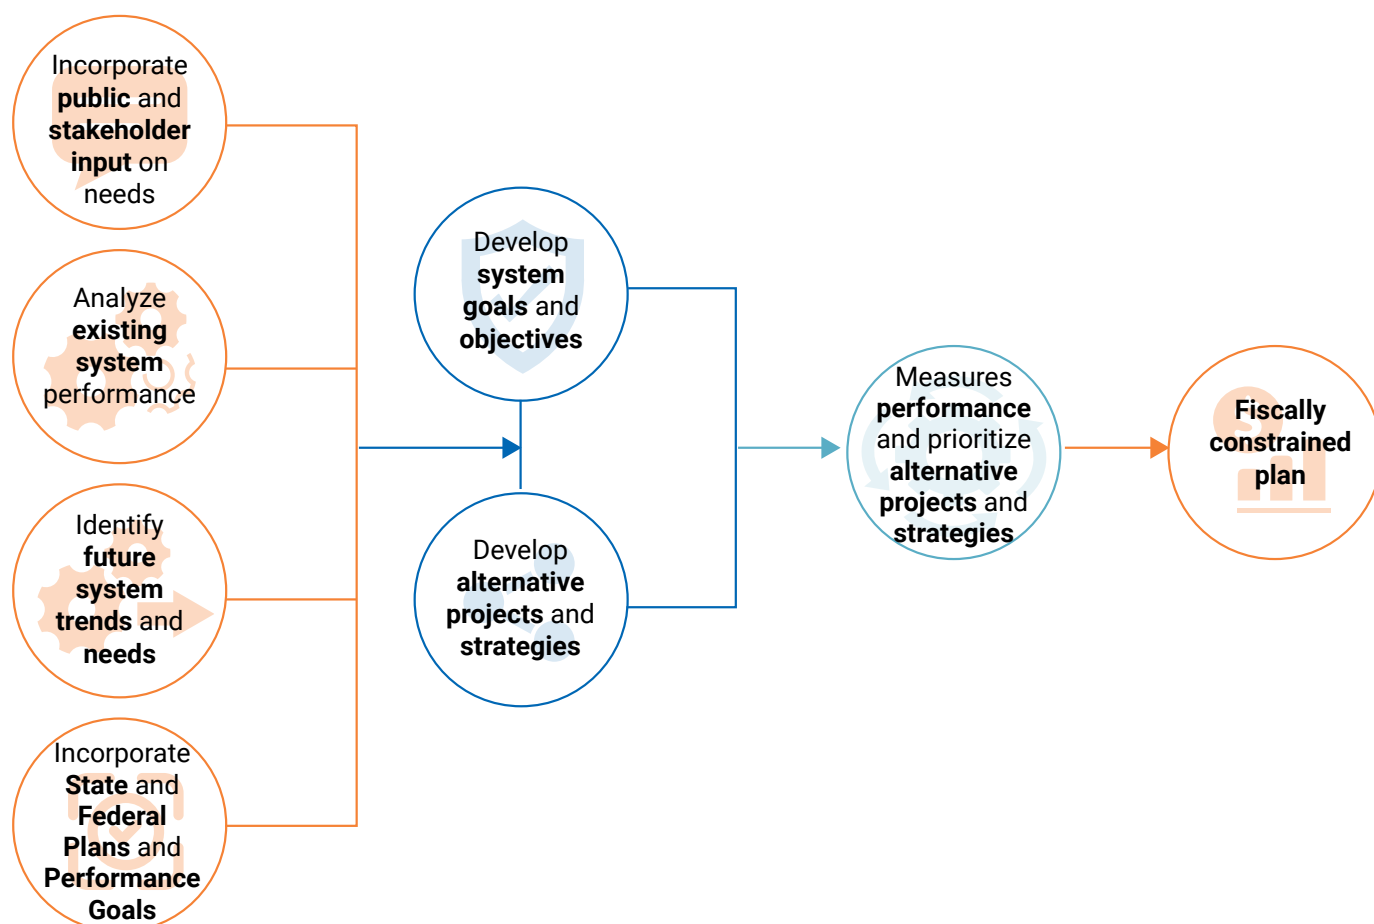 Incorporate
public and
stakeholder
input on
needs
Analyze
existing
system
performance
Identify
future
system
trends and
needs
Incorporate
State and
Federal
Plans and
Performance
Goals
Develop
system
goals and
objectives
Develop
alternative
projects and
strategies
Measures
performance
and prioritize
alternative
projects and
strategies
Fiscally
constrained
plan